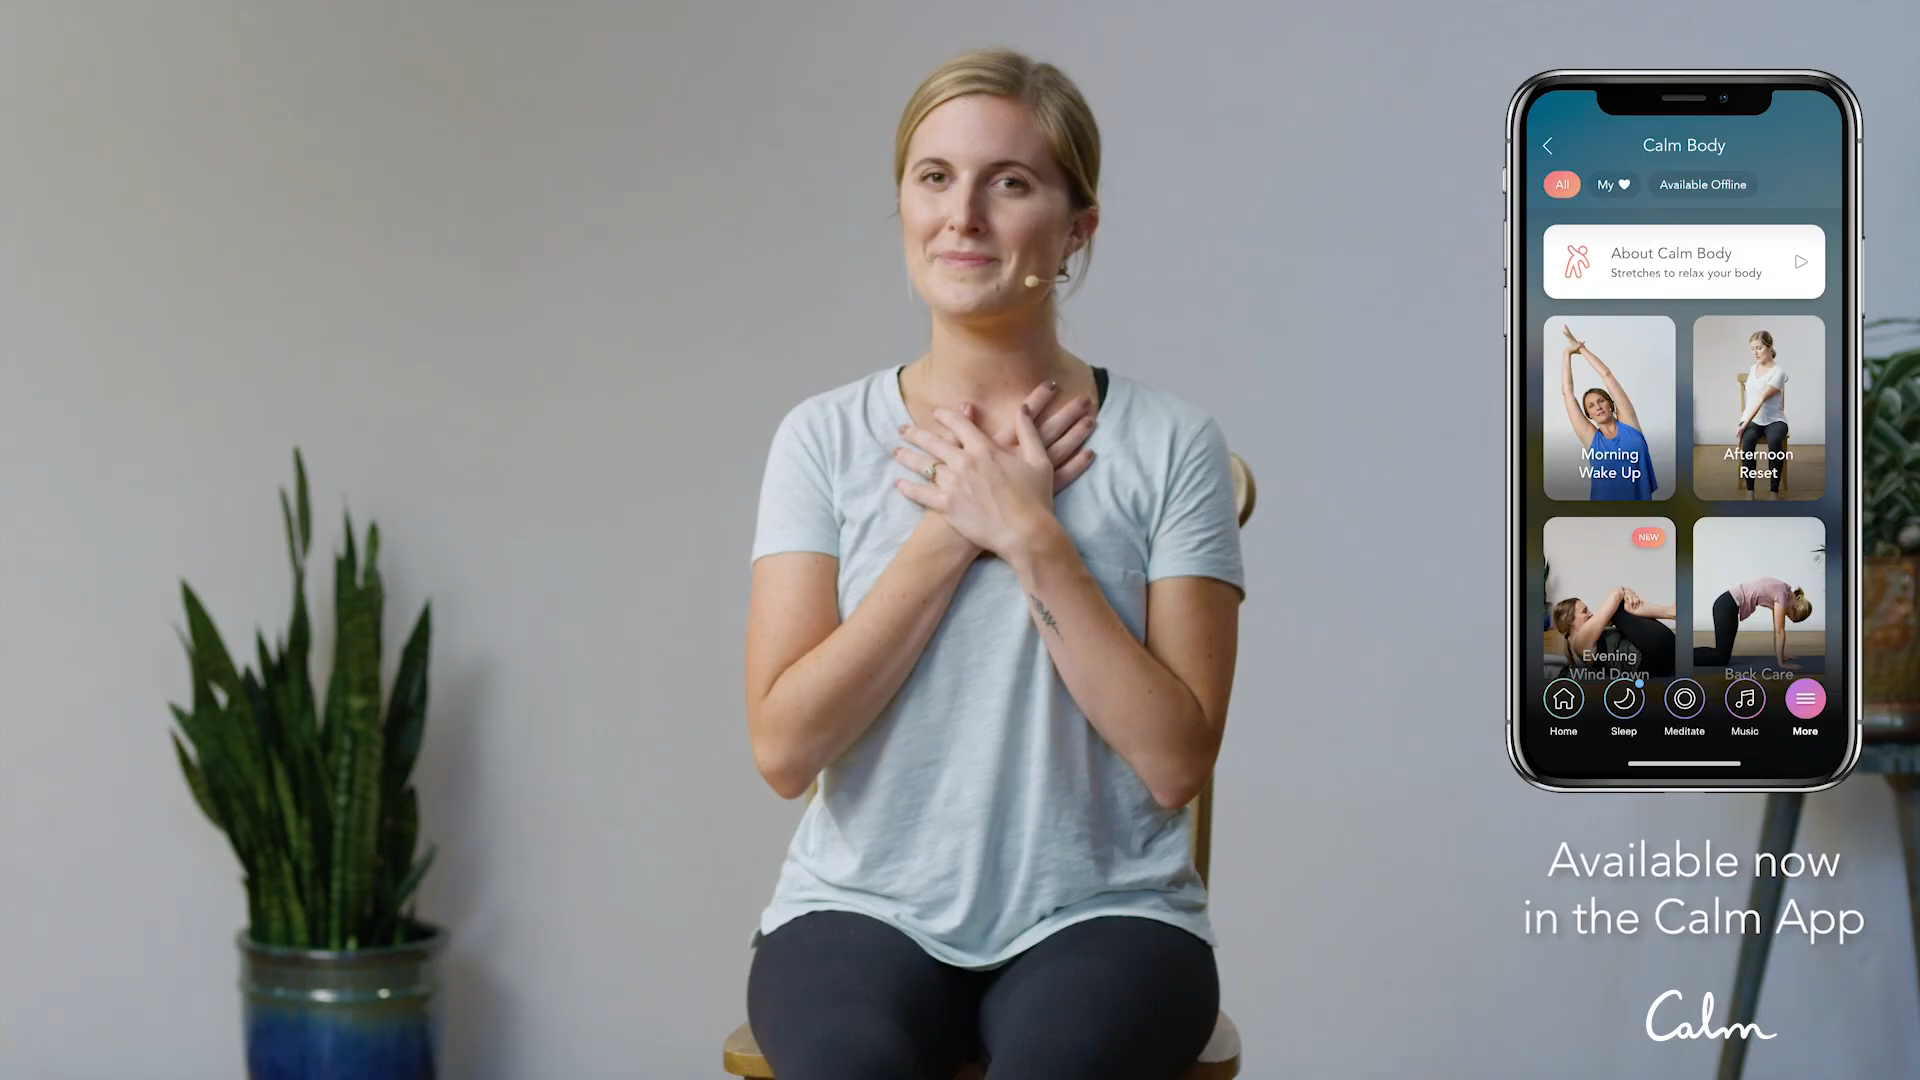 Calm Body
All
My
Available Offline
About Calm Body
Stretches to relax your body
Morning
Wake Up
Afternoon
Reset
NEW
Evening
Wind Down
Back Care
Home
Sleep
Meditate
Music
More
Available now
in the Calm App
Calm